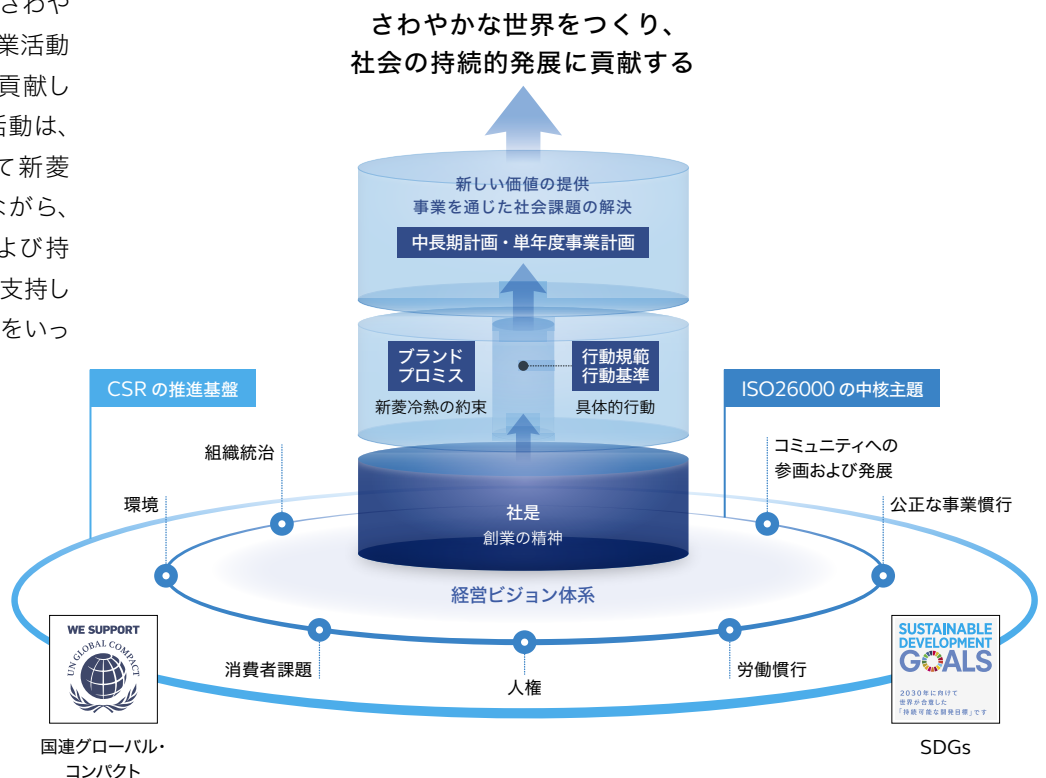 さわや
業活動
貢献し
活動は、
て新菱
ながら、
よび持
支持し
をいっ
さわやかな世界をつくり、
社会の持続的発展に貢献する
新しい価値の提供
事業を通じた社会課題の解決
中長期計画・単年度事業計画
ブランド
プロミス
新菱冷熱の約束
行動規範
行動基準
具体的行動
CSR の推進基盤
ISO26000 の中核主題
組織統治
環境
コミュニティへの
参画および発展
公正な事業慣行
社是
創業の精神
経営ビジョン体系
消費者課題
人権
労働慣行
WE SUPPORT
UN GLOBAL COMPACT
国連グローバル・
コンパクト
SUSTAINABLE
DEVELOPMENT
GOALS
2030年に向けて
世界が合意した
「持続可能な開発目標」です
SDGs